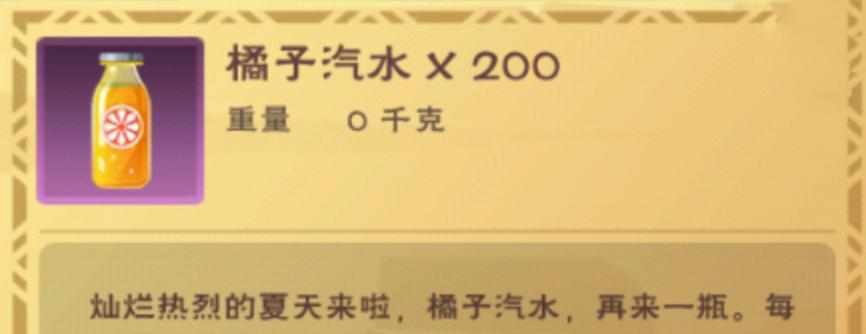 橘子汽水 X 200
重量 0 千克
灿烂热烈的夏天来啦，橘子汽水，再来一瓶。每